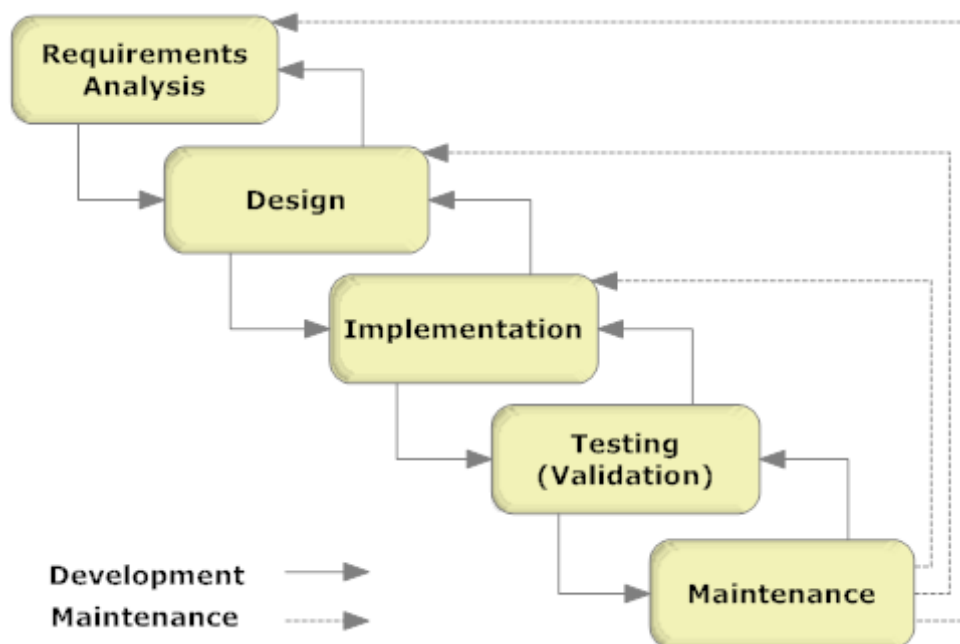 Requirements
Analysis
Design
Implementation
Testing
(Validation)
Maintenance
Development
Maintenance